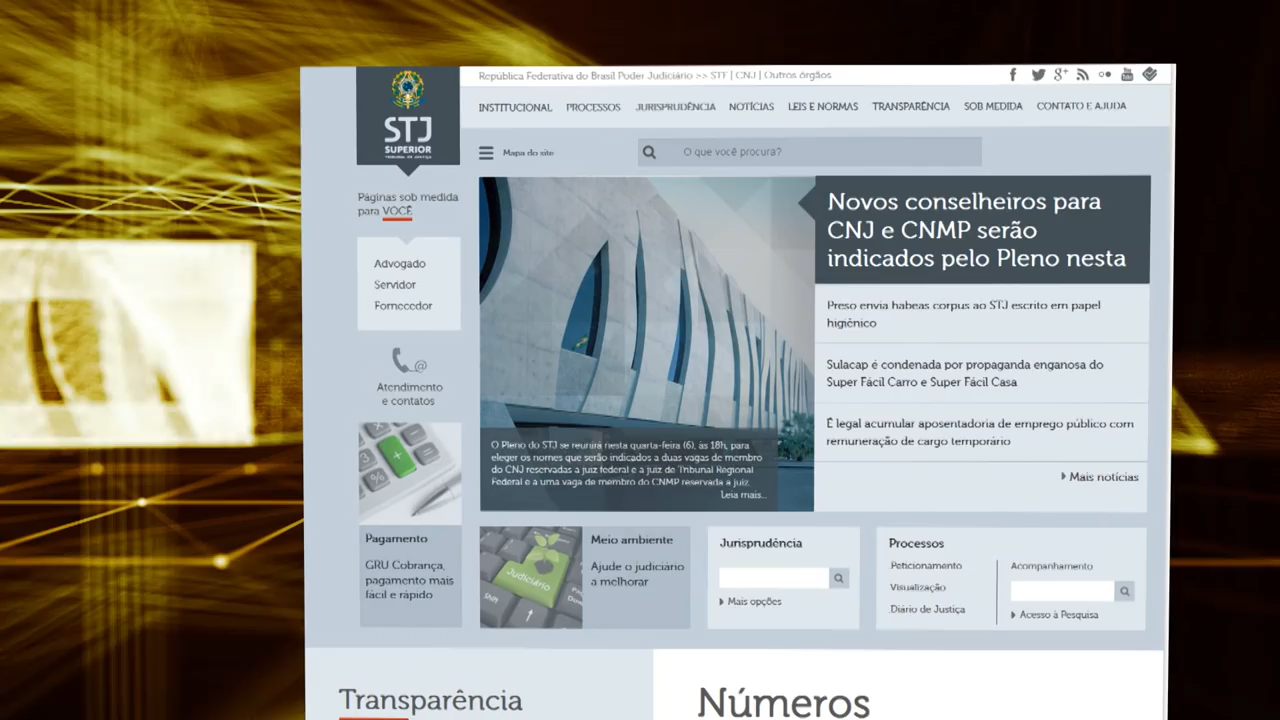 República Federativa do Brasil Poder Judiciário >> STF | CNJ | Outros órgãos
STJ
SUPERIOR
TRIBUNAL DE JUSTIÇA
INSTITUCIONAL PROCESSOS JURISPRUDÊNCIA NOTÍCIAS LEIS E NORMAS TRANSPARÊNCIA SOB MEDIDA CONTATO E AJUDA
Mapa do site
O que você procura?
Páginas sob medida
para VOCÊ
Advogado
Servidor
Fornecedor
Atendimento
e contatos
Pagamento
GRU Cobrança,
pagamento mais
fácil e rápido
O Pleno do STJ se reunirá nesta quarta-feira (6), às 18h, para
eleger os nomes que serão indicados a duas vagas de membro
do CNJ reservadas a juiz federal e a juiz de Tribunal Regional
Federal e a uma vaga de membro do CNMP reservada a juiz.
Leia mais...
Novos conselheiros para
CNJ e CNMP serão
indicados pelo Pleno nesta
Preso envia habeas corpus ao STJ escrito em papel
higiênico
Sulacap é condenada por propaganda enganosa do
Super Fácil Carro e Super Fácil Casa
É legal acumular aposentadoria de emprego público com
remuneração de cargo temporário
Mais notícias
Judiciário
Meio ambiente
Ajude o judiciário
a melhorar
Jurisprudência
Mais opções
Processos
Peticionamento
Visualização
Diário de Justiça
Acompanhamento
Acesso à Pesquisa
Transparência
Números